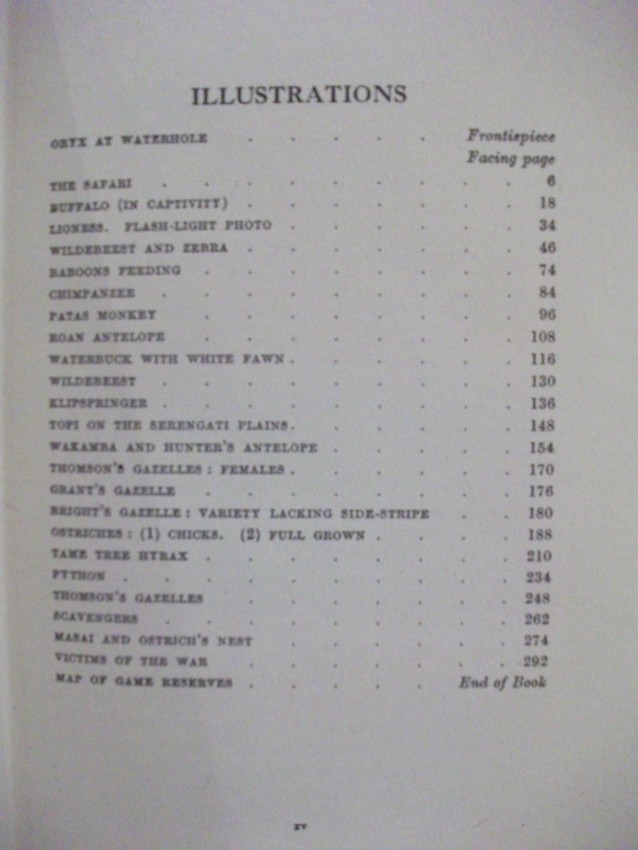 ILLUSTRATIONS
ORYX AT WATERHOLE . . . . . Frontispiece
Facing page
THE SAFARI . . . . . . . . . 6
BUFFALO (IN CAPTIVITY) . . . . . . . 18
LIONESS. FLASH-LIGHT PHOTO . . . . . . 34
WILDEBEEST AND ZEBRA . . . . . . . 46
BABOONS FEEDING . . . . . . . . 74
CHIMPANZEE . . . . . . . . . 84
PATAS MONKEY . . . . . . . . 96
ROAN ANTELOPE . . . . . . . . 108
WATERBUCK WITH WHITE FAWN . . . . . . 116
WILDEBEEST . . . . . . . . . 130
KLIPSPRINGER . . . . . . . . . 136
TOPI ON THE SERENGATI PLAINS . . . . . . 148
WAKAMBA AND HUNTER'S ANTELOPE . . . . . 154
THOMSON'S GAZELLES : FEMALES . . . . . . 170
GRANT'S GAZELLE . . . . . . . . 176
BRIGHT'S GAZELLE : VARIETY LACKING SIDE-STRIPE . . 180
OSTRICHES : (1) CHICKS. (2) FULL GROWN . . . . 188
TAME TREE HYRAX . . . . . . . . 210
PYTHON . . . . . . . . . . 234
THOMSON'S GAZELLES . . . . . . . 248
SCAVENGERS . . . . . . . . . 262
MASAI AND OSTRICH'S NEST . . . . . . 274
VICTIMS OF THE WAR . . . . . . . 292
MAP OF GAME RESERVES . . . . . End of Book
xv